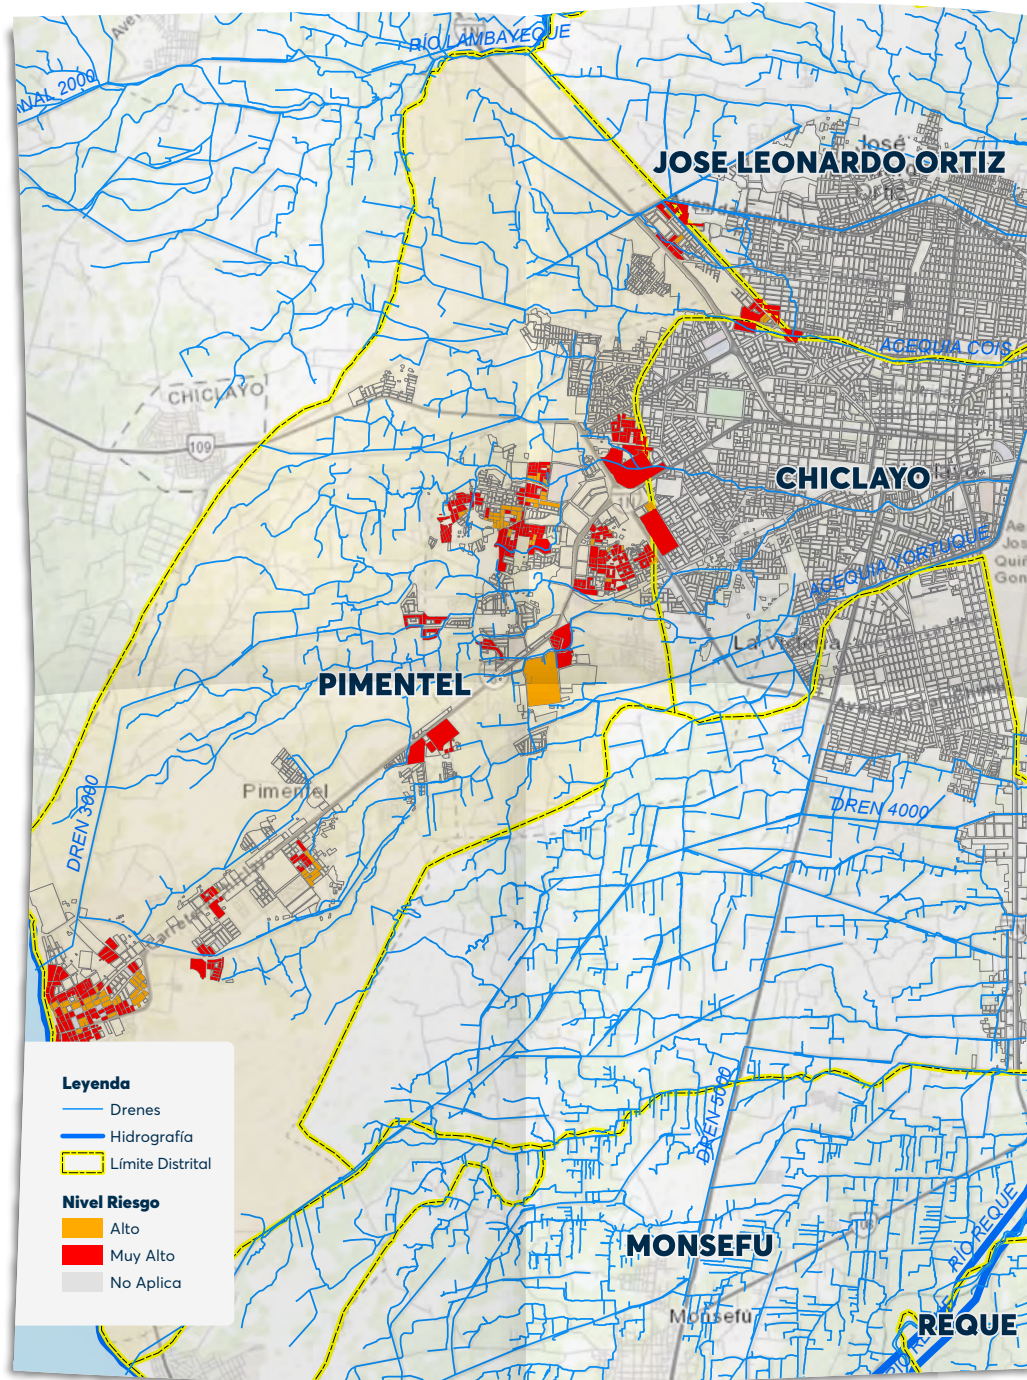 RÍO LAMBAYEQUE
JOSE LEONARDO ORTIZ
José
ACEQUIA COIS
CHICLAYO
109
CHICLAYO
ACEQUIA YORTUQUE
La Victoria
PIMENTEL
Pimentel
DREN 3000
DREN 4000
DREN 5000
MONSEFU
Monsefú
RÍO REQUE
REQUE
Leyenda
Drenes
Hidrografía
Límite Distrital
Nivel Riesgo
Alto
Muy Alto
No Aplica